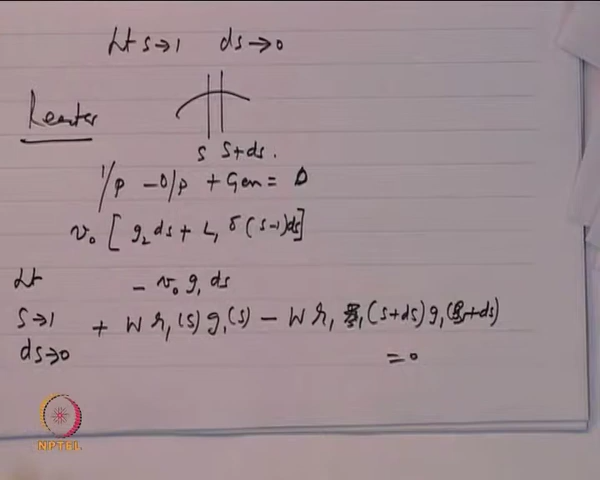 Lt s→1 ds→0
Reactor
s s+ds.
I/p - O/p + Gen = 0
v₀ [ g₂ ds + L₁ δ(s-1)ds]
Lt - v₀ g₁ ds
s→1 + W r₁(s) g₁(s) - W r₁ (s+ds) g₁(s+ds)
ds→0 = 0
NPTEL